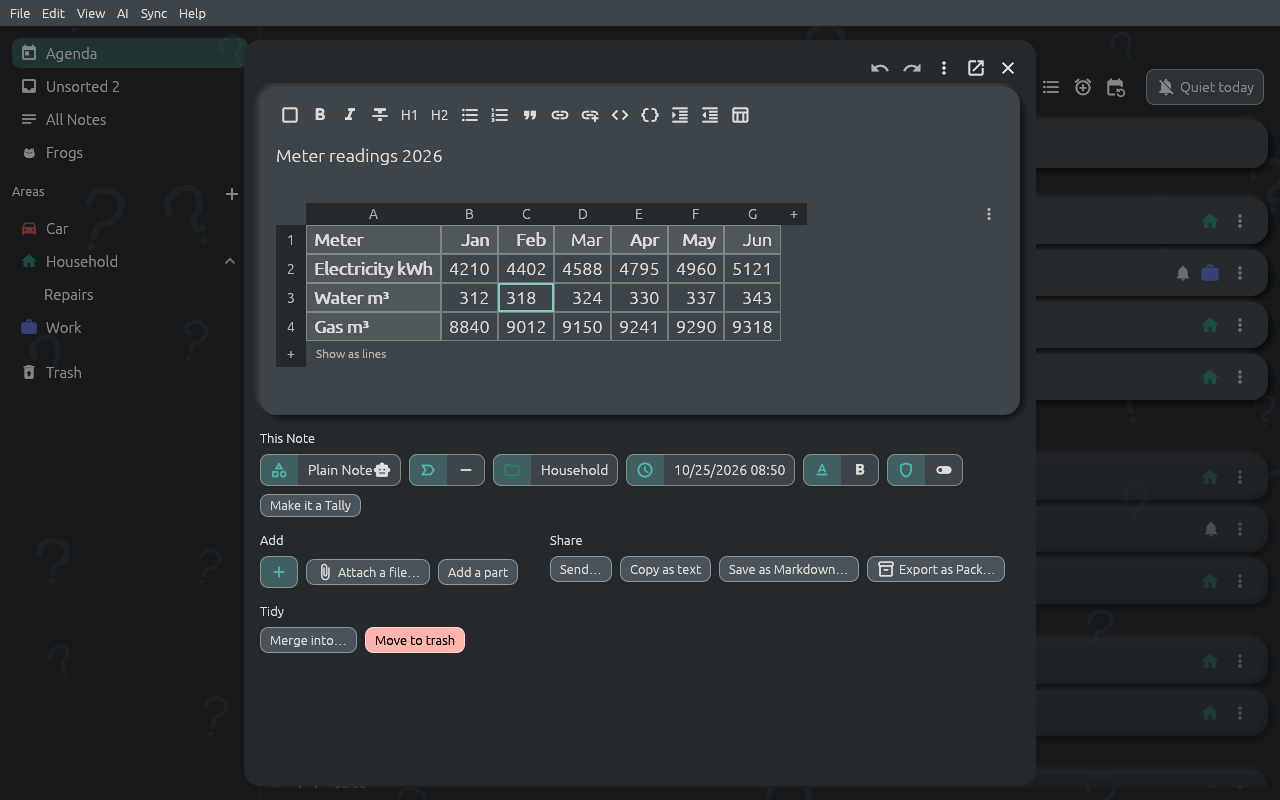 File Edit View AI Sync Help
Agenda
Unsorted 2
All Notes
Frogs
Areas
Car
Household
Repairs
Work
Trash
Quiet today
B I H1 H2
Meter readings 2026
A B C D E F G +
1 Meter Jan Feb Mar Apr May Jun
2 Electricity kWh 4210 4402 4588 4795 4960 5121
3 Water m³ 312 318 324 330 337 343
4 Gas m³ 8840 9012 9150 9241 9290 9318
+ Show as lines
This Note
Plain Note — Household 10/25/2026 08:50 A B
Make it a Tally
Add
+ Attach a file... Add a part
Share
Send... Copy as text Save as Markdown... Export as Pack...
Tidy
Merge into... Move to trash